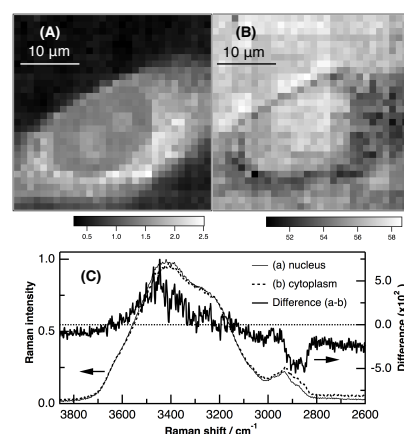 (A)
10 µm
(B)
10 µm
0.5 1.0 1.5 2.0 2.5
52 54 56 58
(C)
(a) nucleus
(b) cytoplasm
Difference (a-b)
Raman intensity
1.0
0.5
0.0
Difference (x10²)
5.0
0.0
-5.0
3800 3600 3400 3200 3000 2800 2600
Raman shift / cm⁻¹